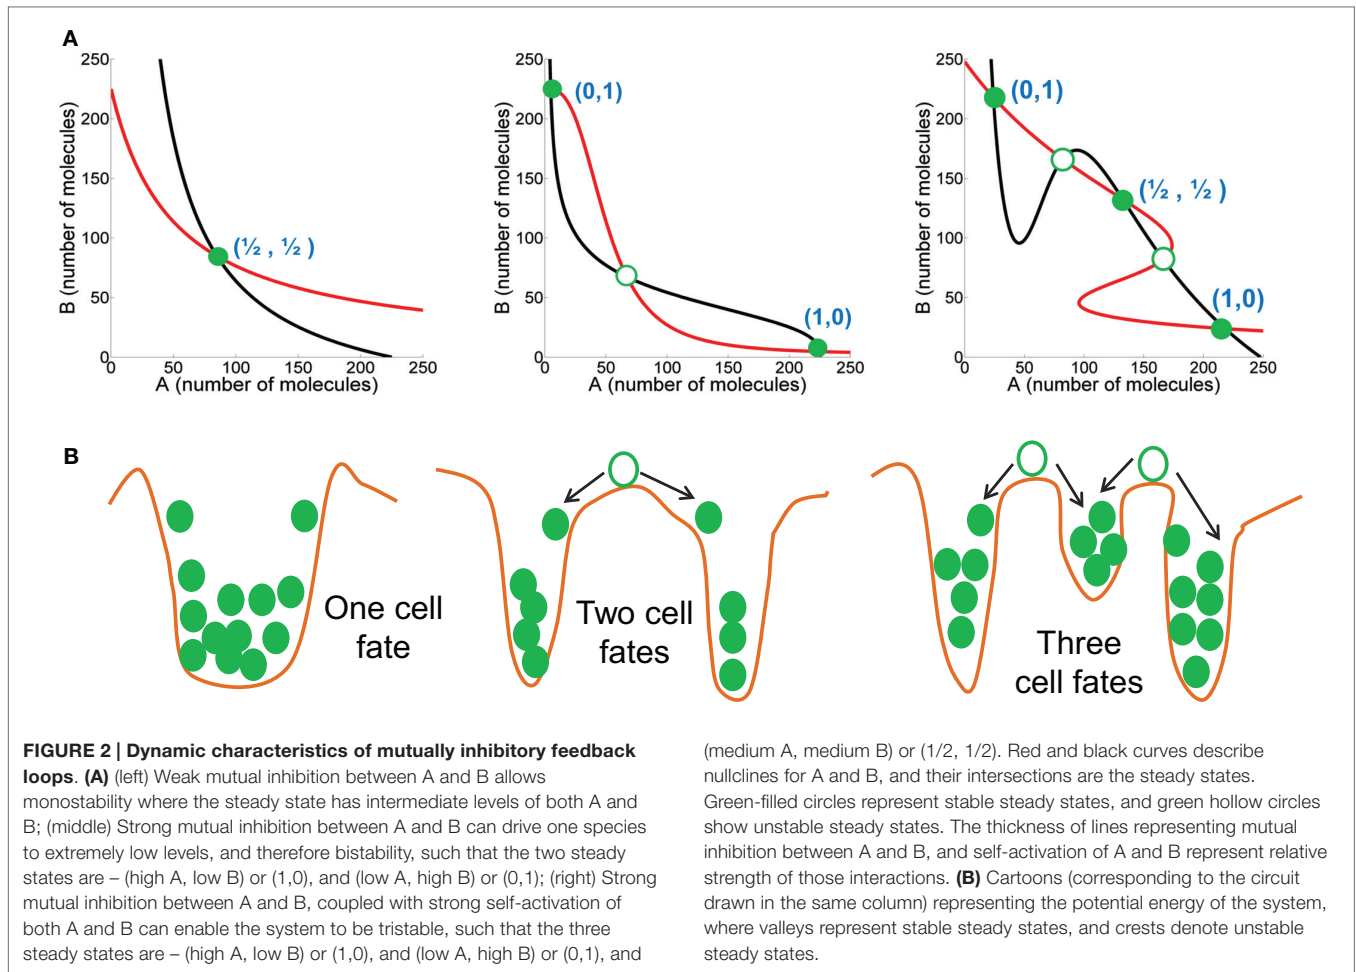 A
250
200
150
100
50
0
B (number of molecules)
(½ , ½ )
50
100
150
200
250
A (number of molecules)
250
200
150
100
50
0
B (number of molecules)
(0,1)
(1,0)
0
50
100
150
200
250
A (number of molecules)
250
200
150
100
50
0
B (number of molecules)
(0,1)
(½ , ½ )
(1,0)
0
50
100
150
200
250
A (number of molecules)
B
One cell
fate
Two cell
fates
Three
cell fates
FIGURE 2 | Dynamic characteristics of mutually inhibitory feedback
loops. (A) (left) Weak mutual inhibition between A and B allows
monostability where the steady state has intermediate levels of both A and
B; (middle) Strong mutual inhibition between A and B can drive one species
to extremely low levels, and therefore bistability, such that the two steady
states are – (high A, low B) or (1,0), and (low A, high B) or (0,1); (right) Strong
mutual inhibition between A and B, coupled with strong self-activation of
both A and B can enable the system to be tristable, such that the three
steady states are – (high A, low B) or (1,0), and (low A, high B) or (0,1), and
(medium A, medium B) or (1/2, 1/2). Red and black curves describe
nullclines for A and B, and their intersections are the steady states.
Green-filled circles represent stable steady states, and green hollow circles
show unstable steady states. The thickness of lines representing mutual
inhibition between A and B, and self-activation of A and B represent relative
strength of those interactions. (B) Cartoons (corresponding to the circuit
drawn in the same column) representing the potential energy of the system,
where valleys represent stable steady states, and crests denote unstable
steady states.